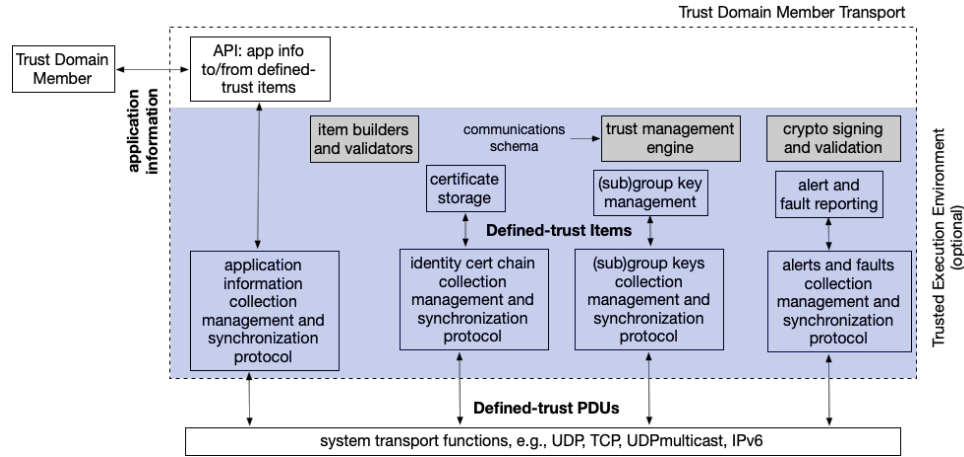 Trust Domain Member Transport
Trust Domain
Member
API: app info
to/from defined-
trust items
application
information
item builders
and validators
communications
schema
trust management
engine
crypto signing
and validation
certificate
storage
(sub)group key
management
alert and
fault reporting
Defined-trust Items
application
information
collection
management and
synchronization
protocol
identity cert chain
collection
management and
synchronization
protocol
(sub)group keys
collection
management and
synchronization
protocol
alerts and faults
collection
management and
synchronization
protocol
Trusted Execution Environment
(optional)
Defined-trust PDUs
system transport functions, e.g., UDP, TCP, UDPmulticast, IPv6